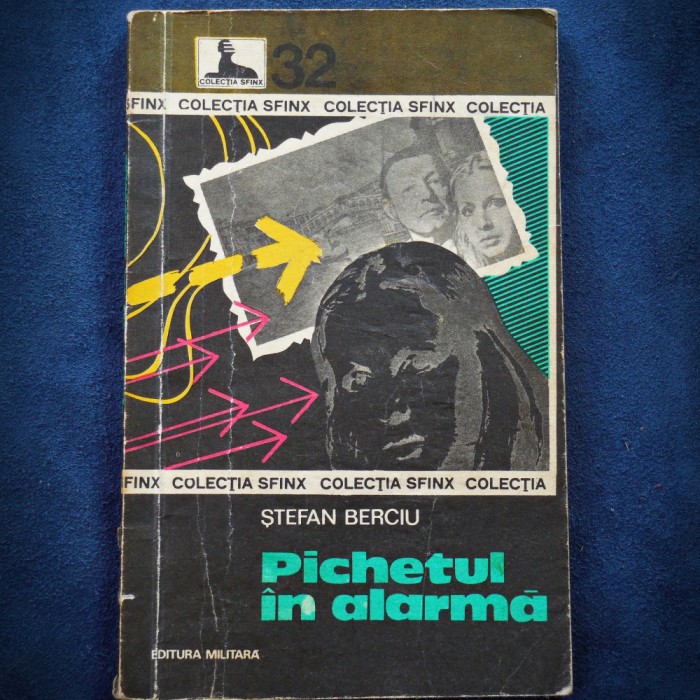 COLECȚIA SFINX
32
SFINX COLECȚIA SFINX COLECȚIA SFINX COLECȚIA
FINX COLECȚIA SFINX COLECȚIA SFINX COLECȚIA
ȘTEFAN BERCIU
Pichetul
în alarmă
EDITURA MILITARĂ